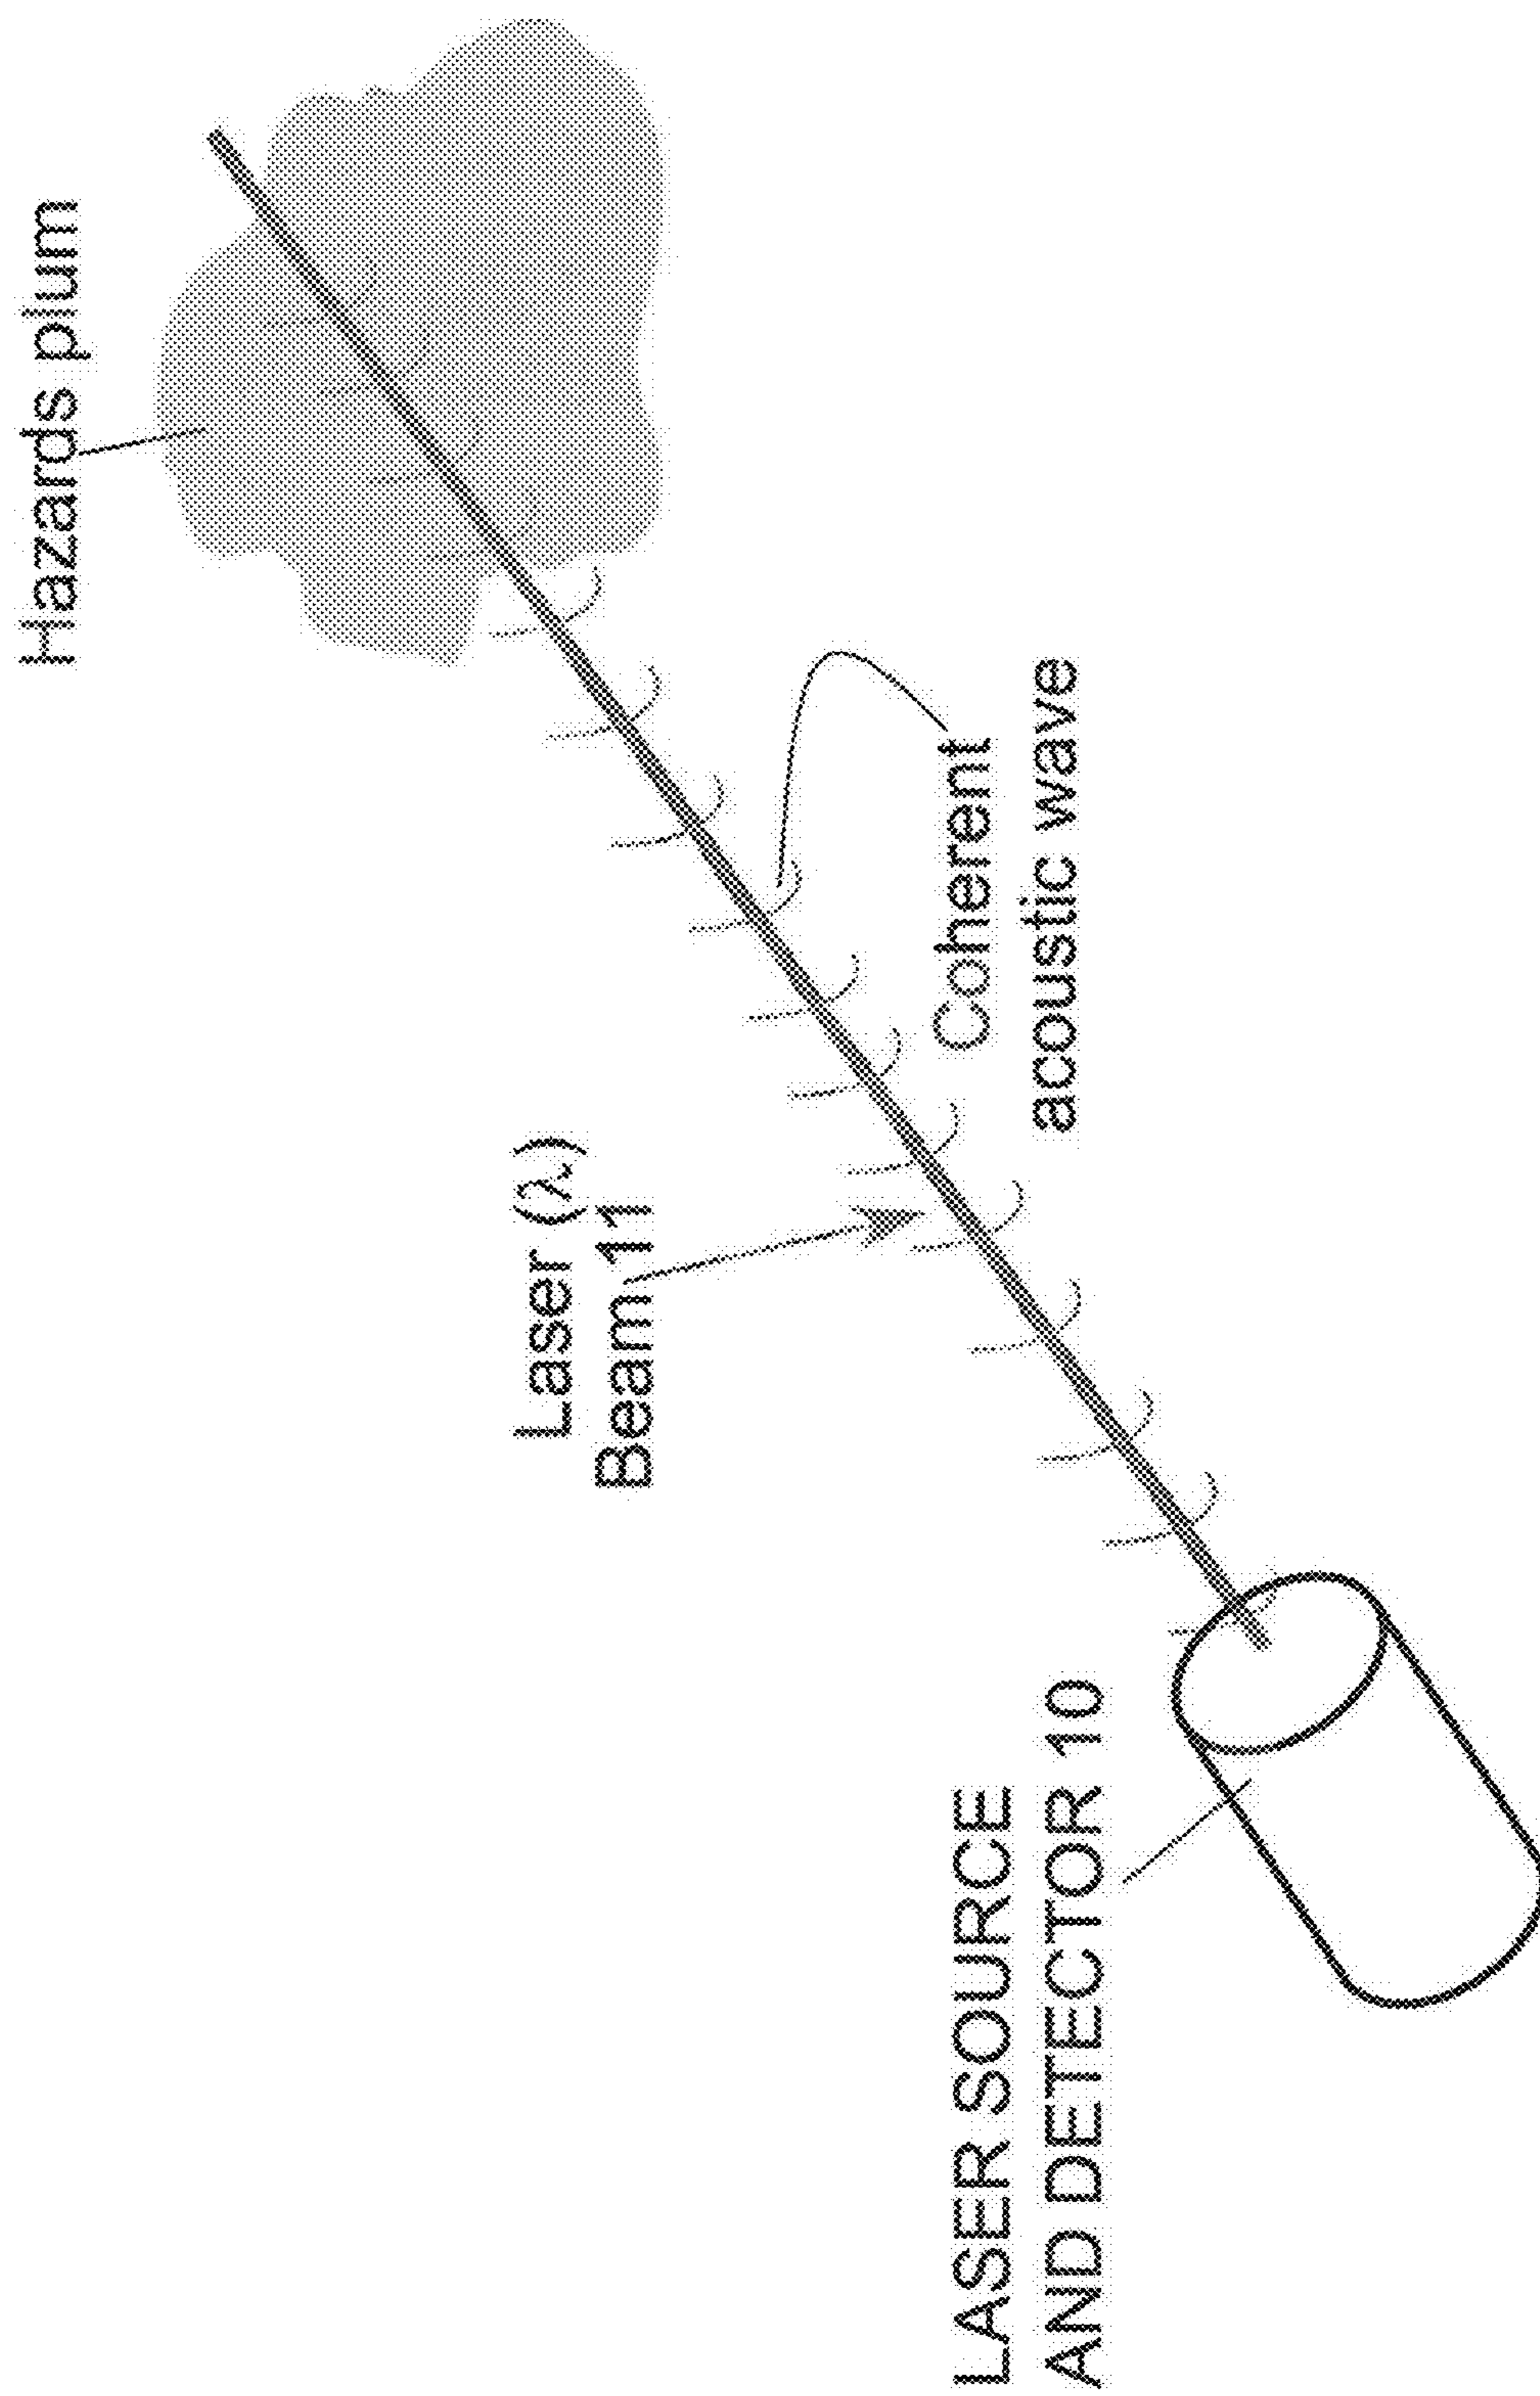 Hazards plum
Laser (λ)
Beam 11
Coherent
acoustic wave
LASER SOURCE
AND DETECTOR 10